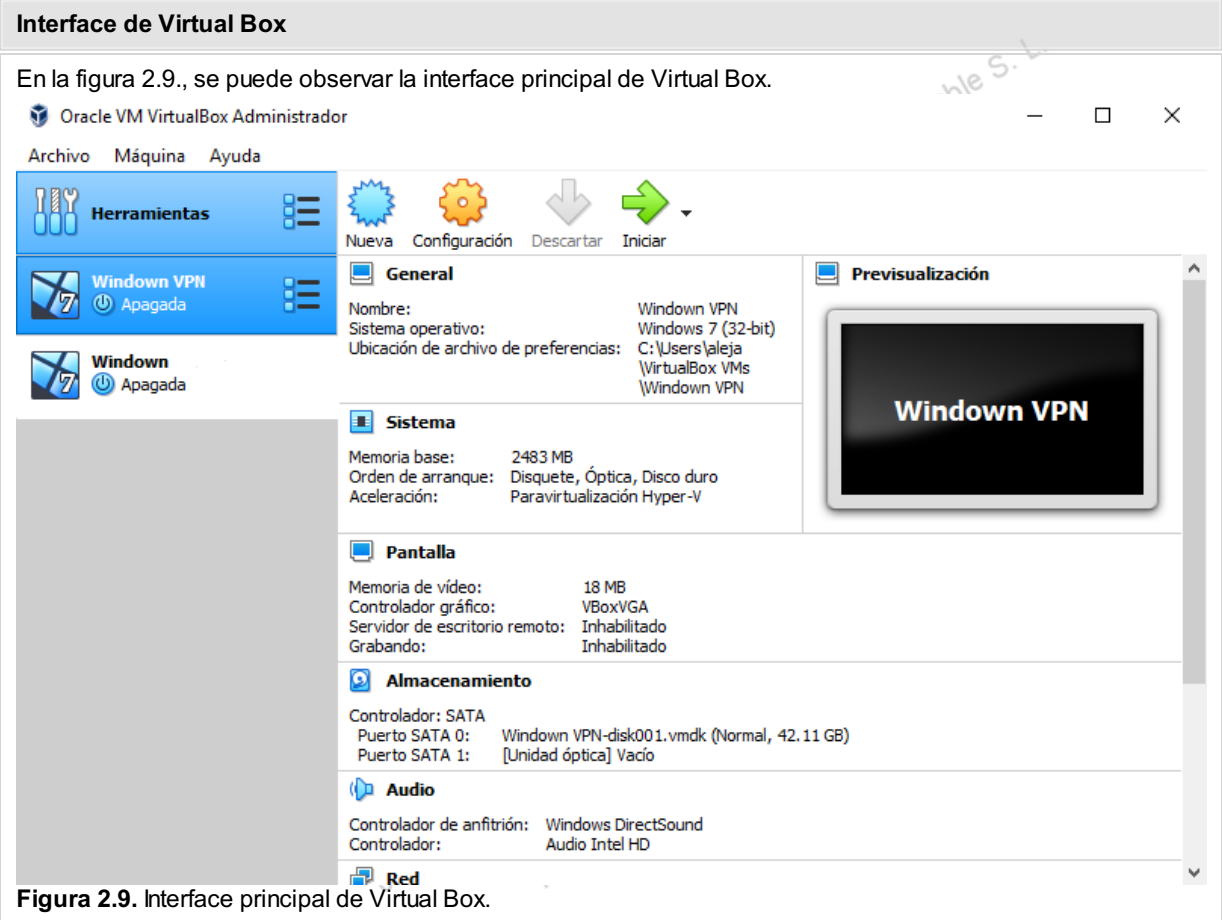 Interface de Virtual Box
En la figura 2.9., se puede observar la interface principal de Virtual Box.
S. L.
Oracle VM VirtualBox Administrador
Archivo Máquina Ayuda
Herramientas
Nueva Configuración Descartar Iniciar
Windown VPN
Apagada
Windown
Apagada
General
Nombre: Windown VPN
Sistema operativo: Windows 7 (32-bit)
Ubicación de archivo de preferencias: C:\Users\aleja
\VirtualBox VMs
\Windown VPN
Previsualización
Windown VPN
Sistema
Memoria base: 2483 MB
Orden de arranque: Disquete, Óptica, Disco duro
Aceleración: Paravirtualización Hyper-V
Pantalla
Memoria de vídeo: 18 MB
Controlador gráfico: VBoxVGA
Servidor de escritorio remoto: Inhabilitado
Grabando: Inhabilitado
Almacenamiento
Controlador: SATA
Puerto SATA 0: Windown VPN-disk001.vmdk (Normal, 42.11 GB)
Puerto SATA 1: [Unidad óptica] Vacío
Audio
Controlador de anfitrión: Windows DirectSound
Controlador: Audio Intel HD
Red
Figura 2.9. Interface principal de Virtual Box.